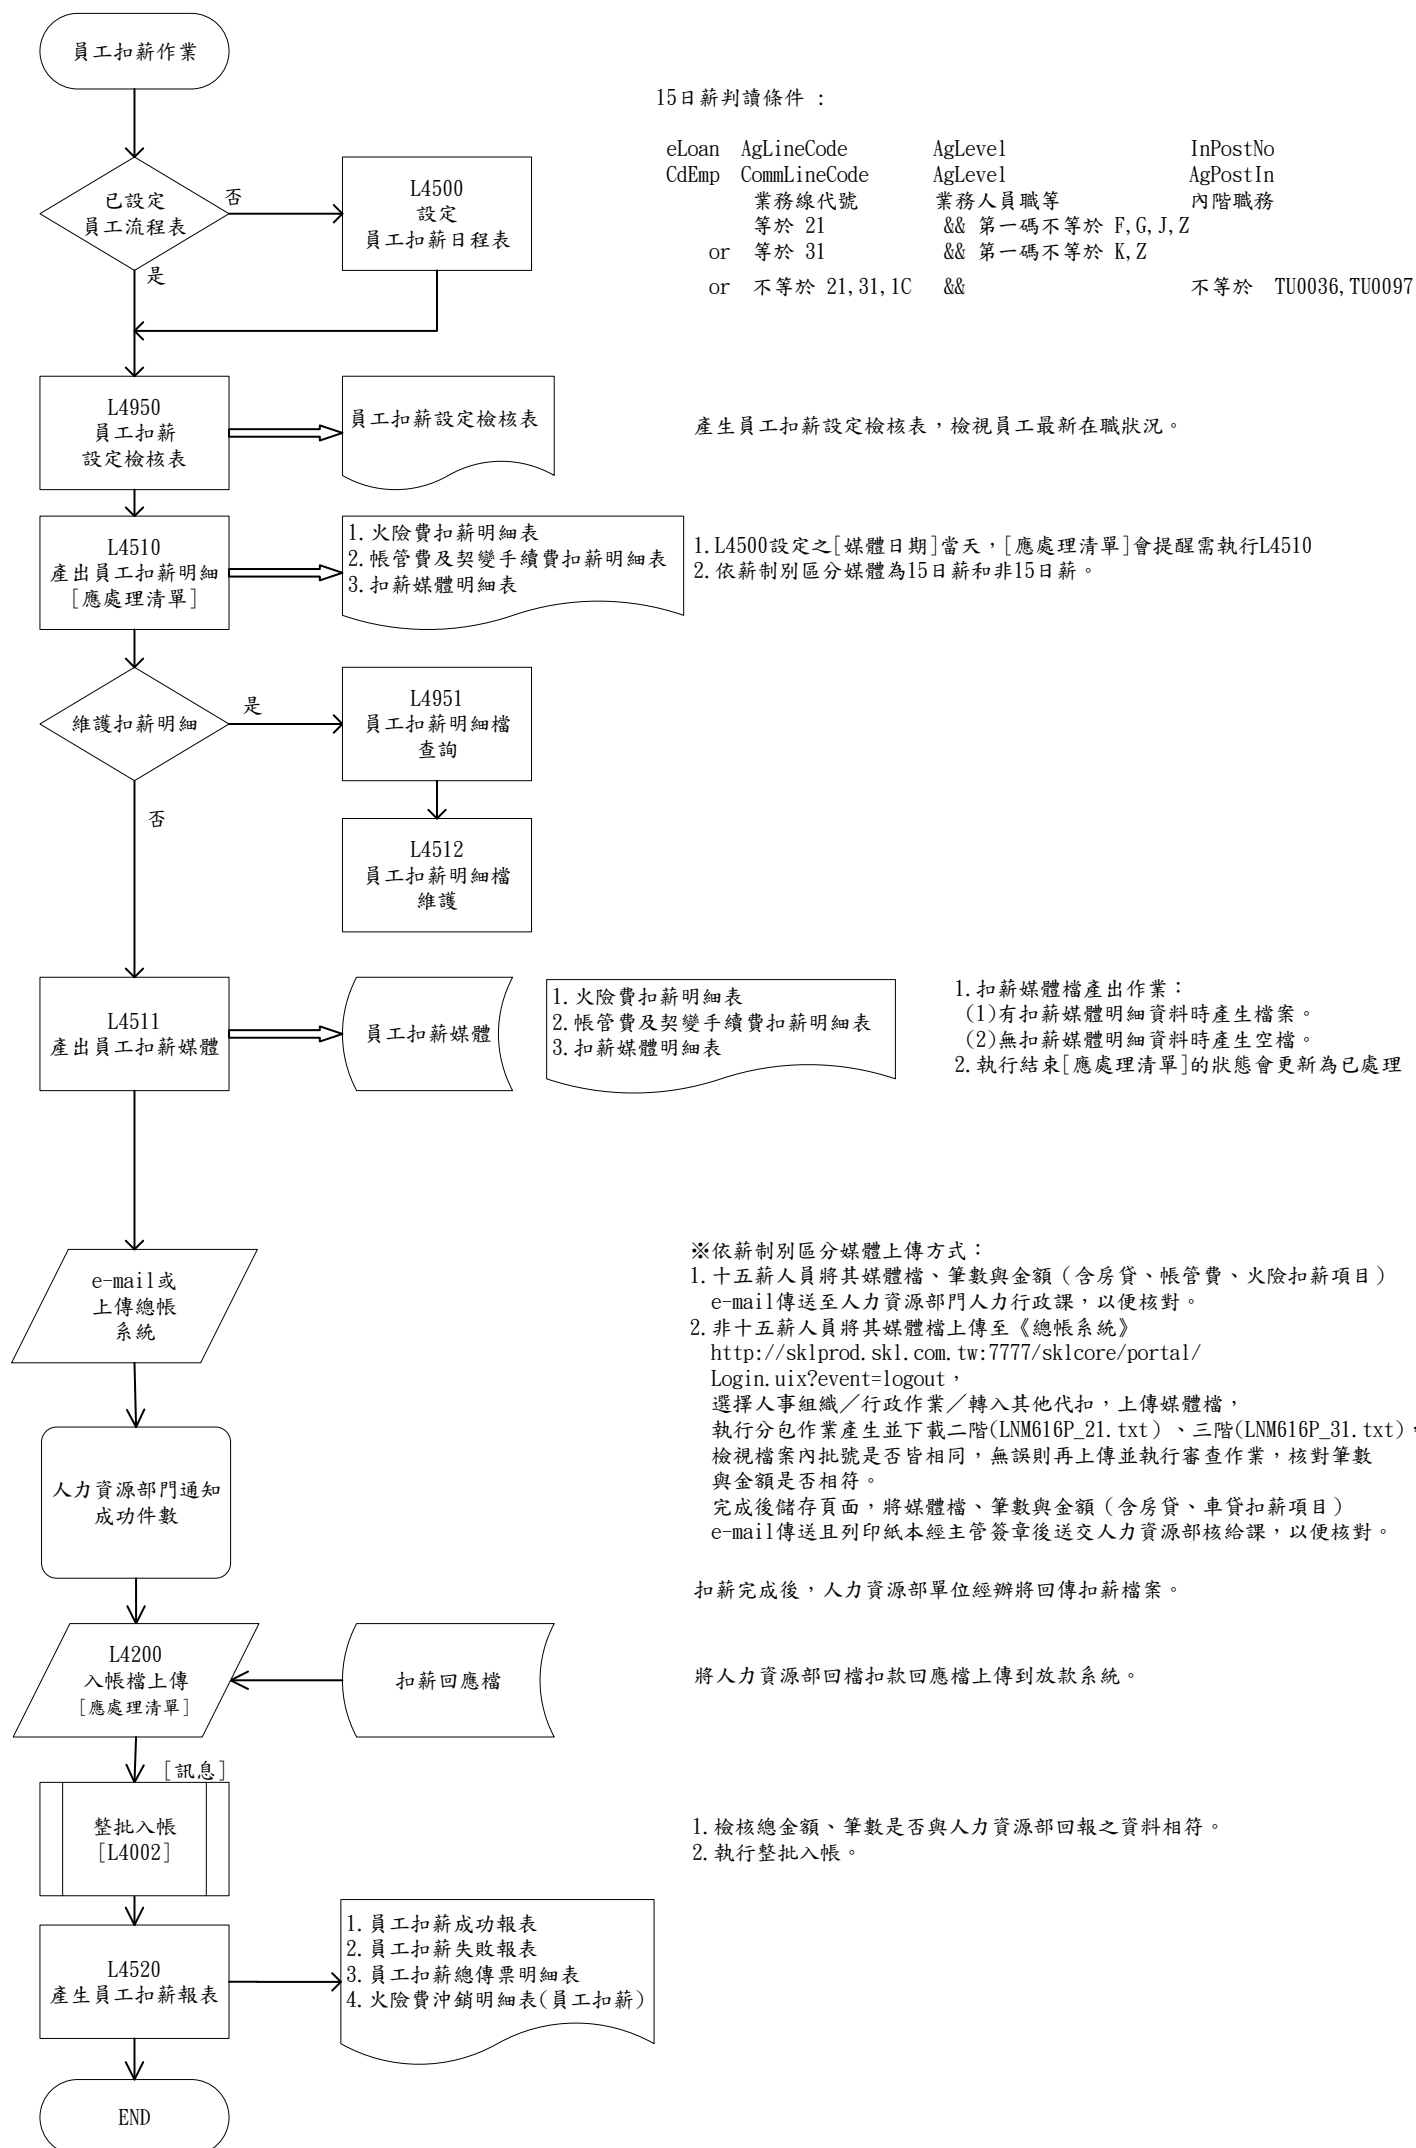 員工扣薪作業
15日薪判讀條件 :
eLoan AgLineCode AgLevel InPostNo
CdEmp CommLineCode AgLevel AgPostIn
業務線代號 業務人員職等 內階職務
等於 21 && 第一碼不等於 F,G,J,Z
or 等於 31 && 第一碼不等於 K,Z
or 不等於 21,31,1C && 不等於 TU0036,TU0097
已設定
員工流程表
否
是
L4500
設定
員工扣薪日程表
L4950
員工扣薪
設定檢核表
員工扣薪設定檢核表
產生員工扣薪設定檢核表，檢視員工最新在職狀況。
L4510
產出員工扣薪明細
[應處理清單]
1.火險費扣薪明細表
2.帳管費及契變手續費扣薪明細表
3.扣薪媒體明細表
1.L4500設定之[媒體日期]當天，[應處理清單]會提醒需執行L4510
2.依薪制別區分媒體為15日薪和非15日薪。
維護扣薪明細
是
否
L4951
員工扣薪明細檔
查詢
L4512
員工扣薪明細檔
維護
L4511
產出員工扣薪媒體
員工扣薪媒體
1.火險費扣薪明細表
2.帳管費及契變手續費扣薪明細表
3.扣薪媒體明細表
1.扣薪媒體檔產出作業：
(1)有扣薪媒體明細資料時產生檔案。
(2)無扣薪媒體明細資料時產生空檔。
2.執行結束[應處理清單]的狀態會更新為已處理
e-mail或
上傳總帳
系統
※依薪制別區分媒體上傳方式：
1.十五薪人員將其媒體檔、筆數與金額（含房貸、帳管費、火險扣薪項目）
e-mail傳送至人力資源部門人力行政課，以便核對。
2.非十五薪人員將其媒體檔上傳至《總帳系統》
http://sklprod.skl.com.tw:7777/sklcore/portal/
Login.uix?event=logout，
選擇人事組織／行政作業／轉入其他代扣，上傳媒體檔，
執行分包作業產生並下載二階(LNM616P_21.txt）、三階(LNM616P_31.txt)，
檢視檔案內批號是否皆相同，無誤則再上傳並執行審查作業，核對筆數
與金額是否相符。
完成後儲存頁面，將媒體檔、筆數與金額（含房貸、車貸扣薪項目）
e-mail傳送且列印紙本經主管簽章後送交人力資源部核給課，以便核對。
人力資源部門通知
成功件數
扣薪完成後，人力資源部單位經辦將回傳扣薪檔案。
L4200
入帳檔上傳
[應處理清單]
扣薪回應檔
將人力資源部回檔扣款回應檔上傳到放款系統。
[訊息]
整批入帳
[L4002]
1.檢核總金額、筆數是否與人力資源部回報之資料相符。
2.執行整批入帳。
L4520
產生員工扣薪報表
1.員工扣薪成功報表
2.員工扣薪失敗報表
3.員工扣薪總傳票明細表
4.火險費沖銷明細表(員工扣薪)
END